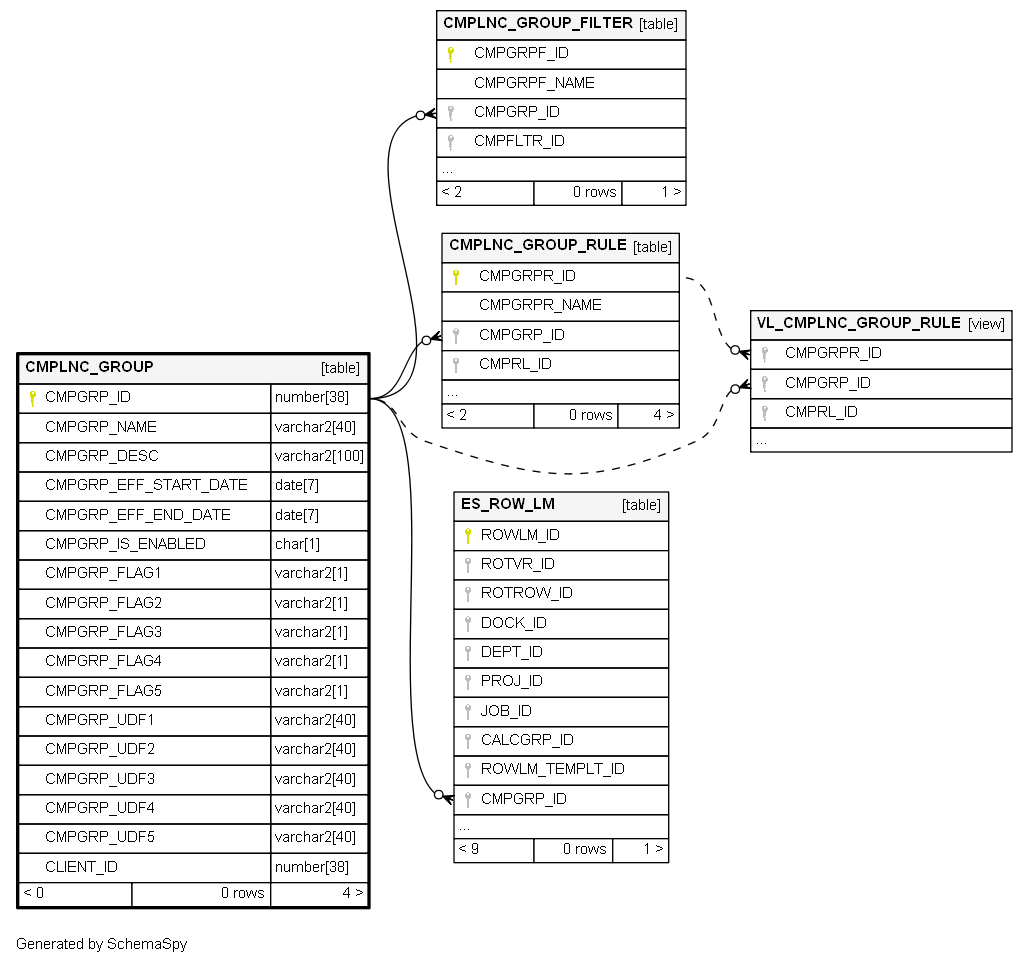 CMPLNC_GROUP_FILTER [table]
CMPGRPF_ID
CMPGRPF_NAME
CMPGRP_ID
CMPFLTR_ID
...
< 2 0 rows 1 >
CMPLNC_GROUP_RULE [table]
CMPGRPR_ID
CMPGRPR_NAME
CMPGRP_ID
CMPRL_ID
...
< 2 0 rows 4 >
VL_CMPLNC_GROUP_RULE [view]
CMPGRPR_ID
CMPGRP_ID
CMPRL_ID
...
CMPLNC_GROUP [table]
CMPGRP_ID number[38]
CMPGRP_NAME varchar2[40]
CMPGRP_DESC varchar2[100]
CMPGRP_EFF_START_DATE date[7]
CMPGRP_EFF_END_DATE date[7]
CMPGRP_IS_ENABLED char[1]
CMPGRP_FLAG1 varchar2[1]
CMPGRP_FLAG2 varchar2[1]
CMPGRP_FLAG3 varchar2[1]
CMPGRP_FLAG4 varchar2[1]
CMPGRP_FLAG5 varchar2[1]
CMPGRP_UDF1 varchar2[40]
CMPGRP_UDF2 varchar2[40]
CMPGRP_UDF3 varchar2[40]
CMPGRP_UDF4 varchar2[40]
CMPGRP_UDF5 varchar2[40]
CLIENT_ID number[38]
< 0 0 rows 4 >
ES_ROW_LM [table]
ROWLM_ID
ROTVR_ID
ROTROW_ID
DOCK_ID
DEPT_ID
PROJ_ID
JOB_ID
CALCGRP_ID
ROWLM_TEMPLT_ID
CMPGRP_ID
...
< 9 0 rows 1 >
Generated by SchemaSpy